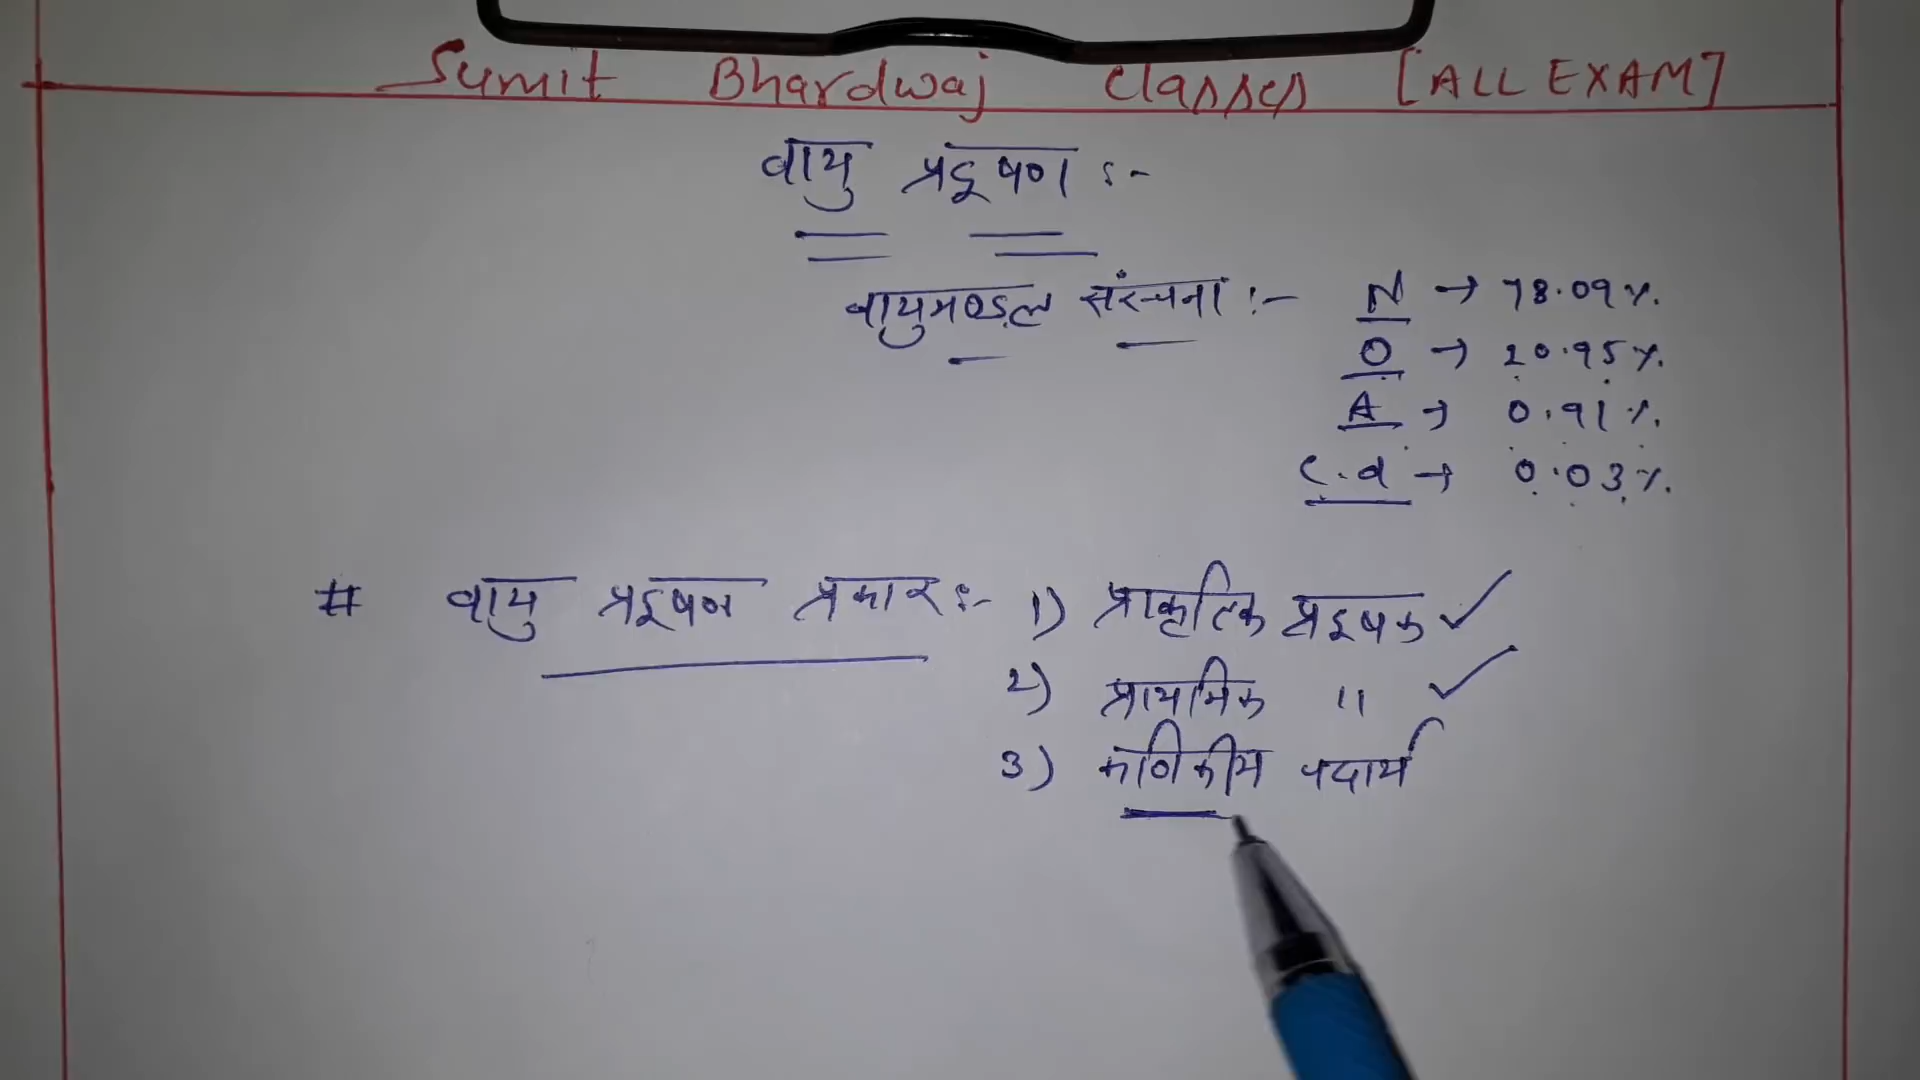 Sumit Bhardwaj Classes [ALL EXAM]
वायु प्रदूषण :-
वायुमण्डल संरचना :- N → 78.09%.
O → 20.95%.
A → 0.91%.
C.d → 0.03%.
# वायु प्रदूषण प्रकार :- 1) प्राकृतिक प्रदूषक ✓
2) प्राथमिक " ✓
3) कणिकीय पदार्थ